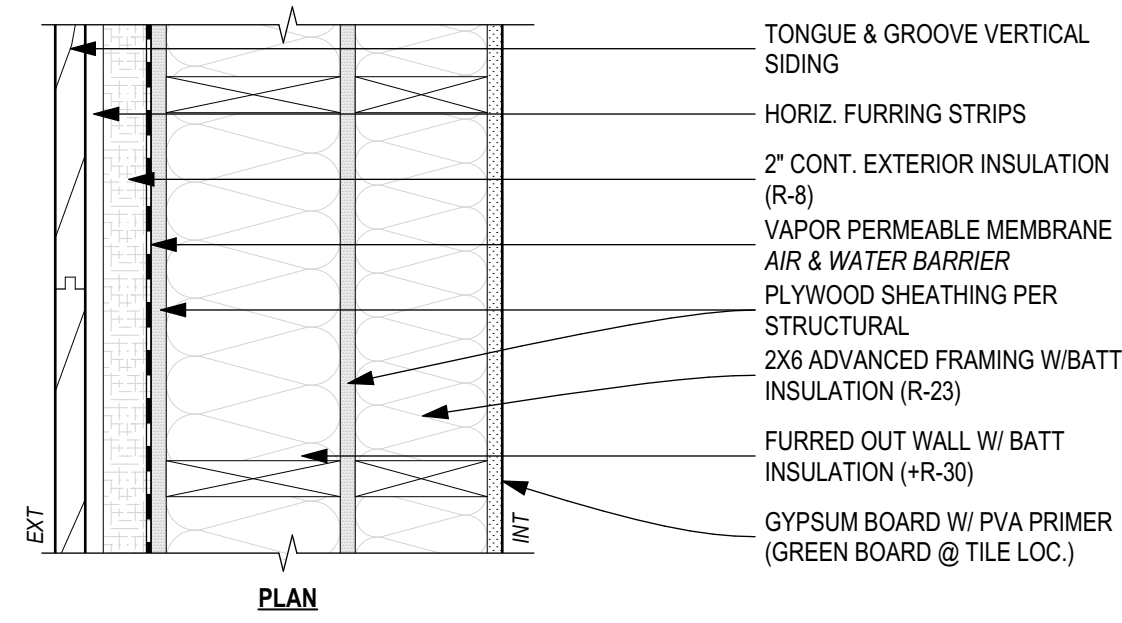 TONGUE & GROOVE VERTICAL
SIDING
HORIZ. FURRING STRIPS
2" CONT. EXTERIOR INSULATION
(R-8)
VAPOR PERMEABLE MEMBRANE
AIR & WATER BARRIER
PLYWOOD SHEATHING PER
STRUCTURAL
2X6 ADVANCED FRAMING W/BATT
INSULATION (R-23)
FURRED OUT WALL W/ BATT
INSULATION (+R-30)
GYPSUM BOARD W/ PVA PRIMER
(GREEN BOARD @ TILE LOC.)
EXT
INT
PLAN